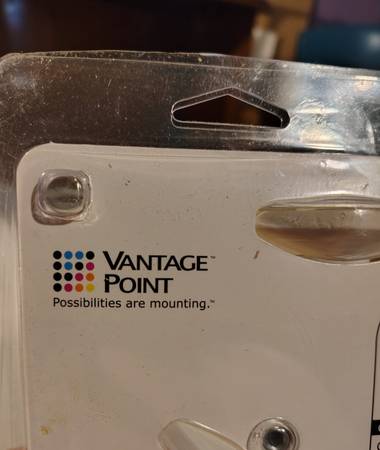 VANTAGE™
POINT
Possibilities are mounting.™